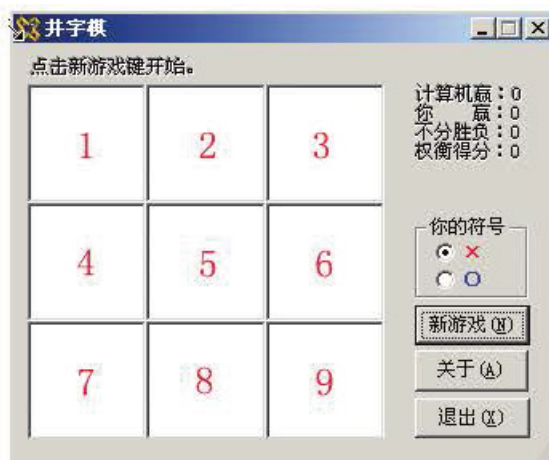 井字棋
点击新游戏键开始。
1 2 3
4 5 6
7 8 9
计算机赢：0
你　赢：0
不分胜负：0
权衡得分：0
你的符号
×
O
新游戏(N)
关于(A)
退出(X)